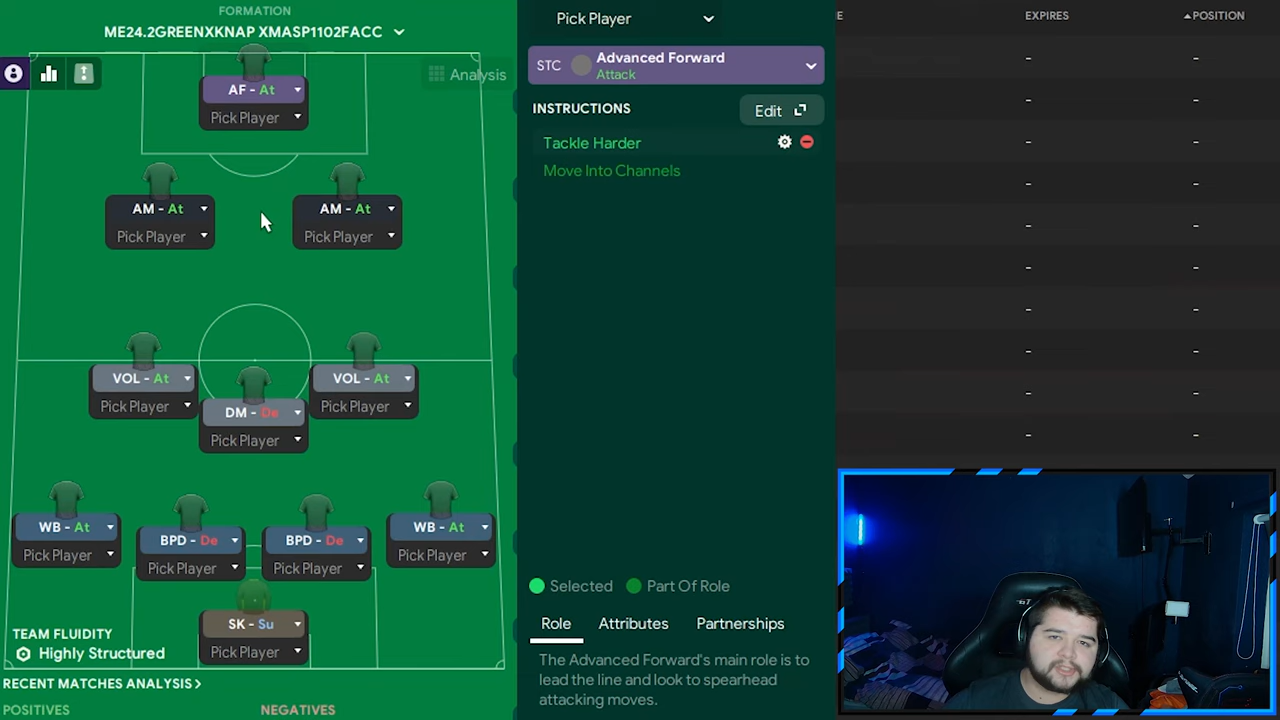 FORMATION
ME24.2GREENXKNAP XMASP1102FACC
Analysis
AF - At
Pick Player
AM - At
Pick Player
AM - At
Pick Player
VOL - At
Pick Player
VOL - At
Pick Player
DM - De
Pick Player
WB - At
Pick Player
BPD - De
Pick Player
BPD - De
Pick Player
WB - At
Pick Player
SK - Su
Pick Player
TEAM FLUIDITY
Highly Structured
RECENT MATCHES ANALYSIS >
POSITIVES
NEGATIVES
Pick Player
STC
Advanced Forward
Attack
INSTRUCTIONS
Edit
Tackle Harder
Move Into Channels
Selected
Part Of Role
Role
Attributes
Partnerships
The Advanced Forward's main role is to
lead the line and look to spearhead
attacking moves.
E
EXPIRES
POSITION
- -
- -
- -
- -
- -
- -
- -
- -
- -
- -